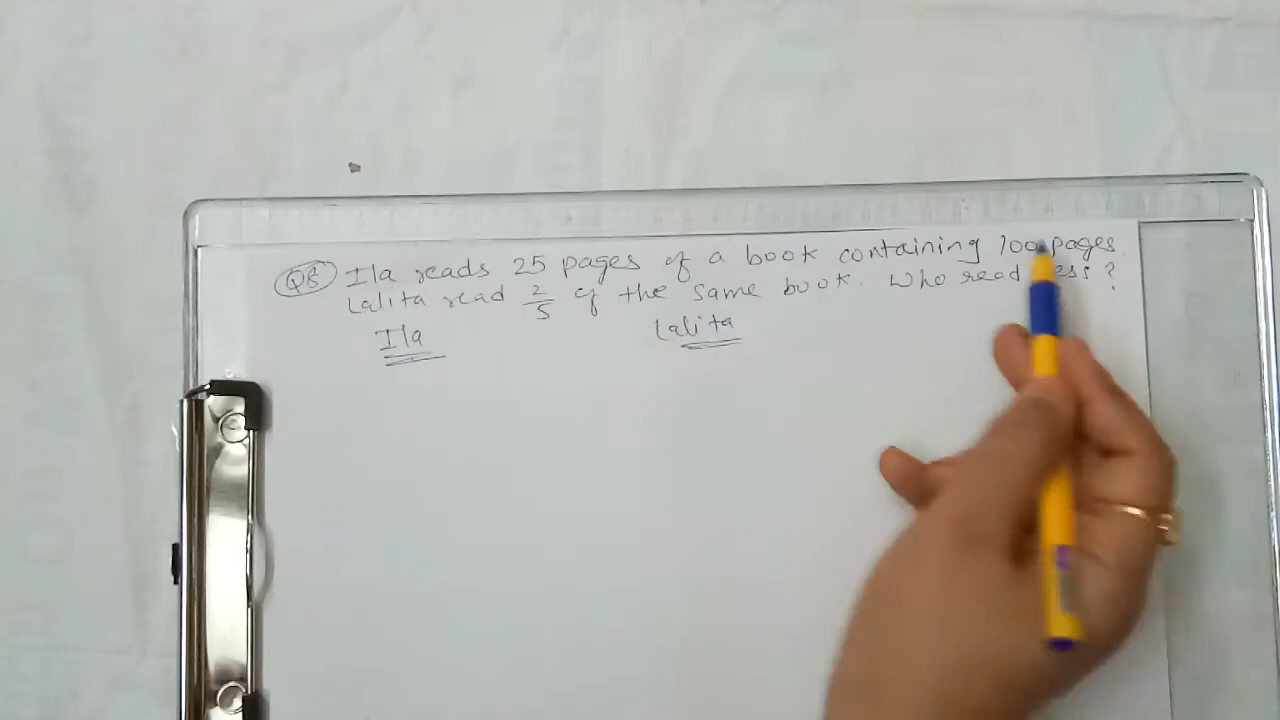 Q8 Ila reads 25 pages of a book containing 100 pages.
Lalita read 2/5 of the same book. Who read less ?
Ila Lalita